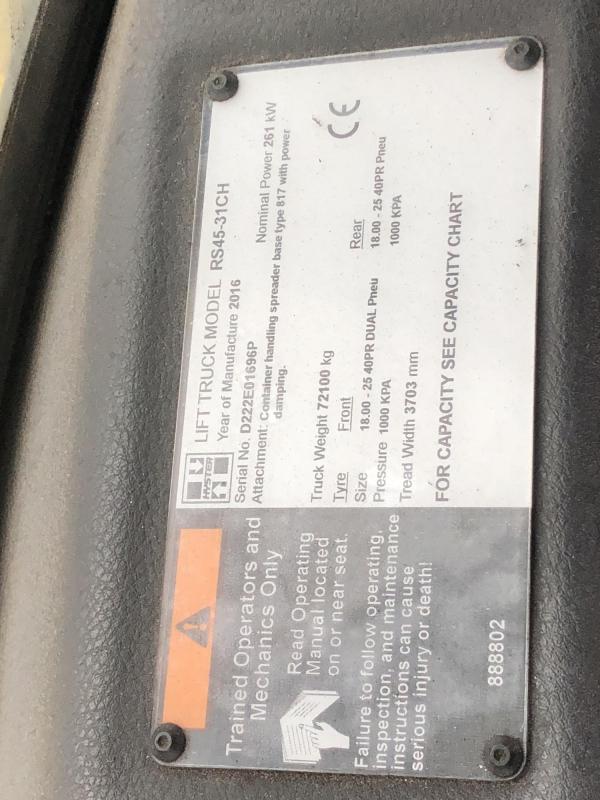 Trained Operators and
Mechanics Only
Read Operating
Manual located
on or near seat.
Failure to follow operating,
inspection, and maintenance
instructions can cause
serious injury or death!
888802
HYSTER
LIFT TRUCK MODEL RS45-31CH
Year of Manufacture 2016
Serial No. D222E01696P Nominal Power 261 kW
Attachment: Container handling spreader base type 817 with power
damping.
CE
Truck Weight 72100 kg
Tyre Front Rear
Size 18.00 - 25 40PR DUAL Pneu 18.00 - 25 40PR Pneu
Pressure 1000 KPA 1000 KPA
Tread Width 3703 mm
FOR CAPACITY SEE CAPACITY CHART